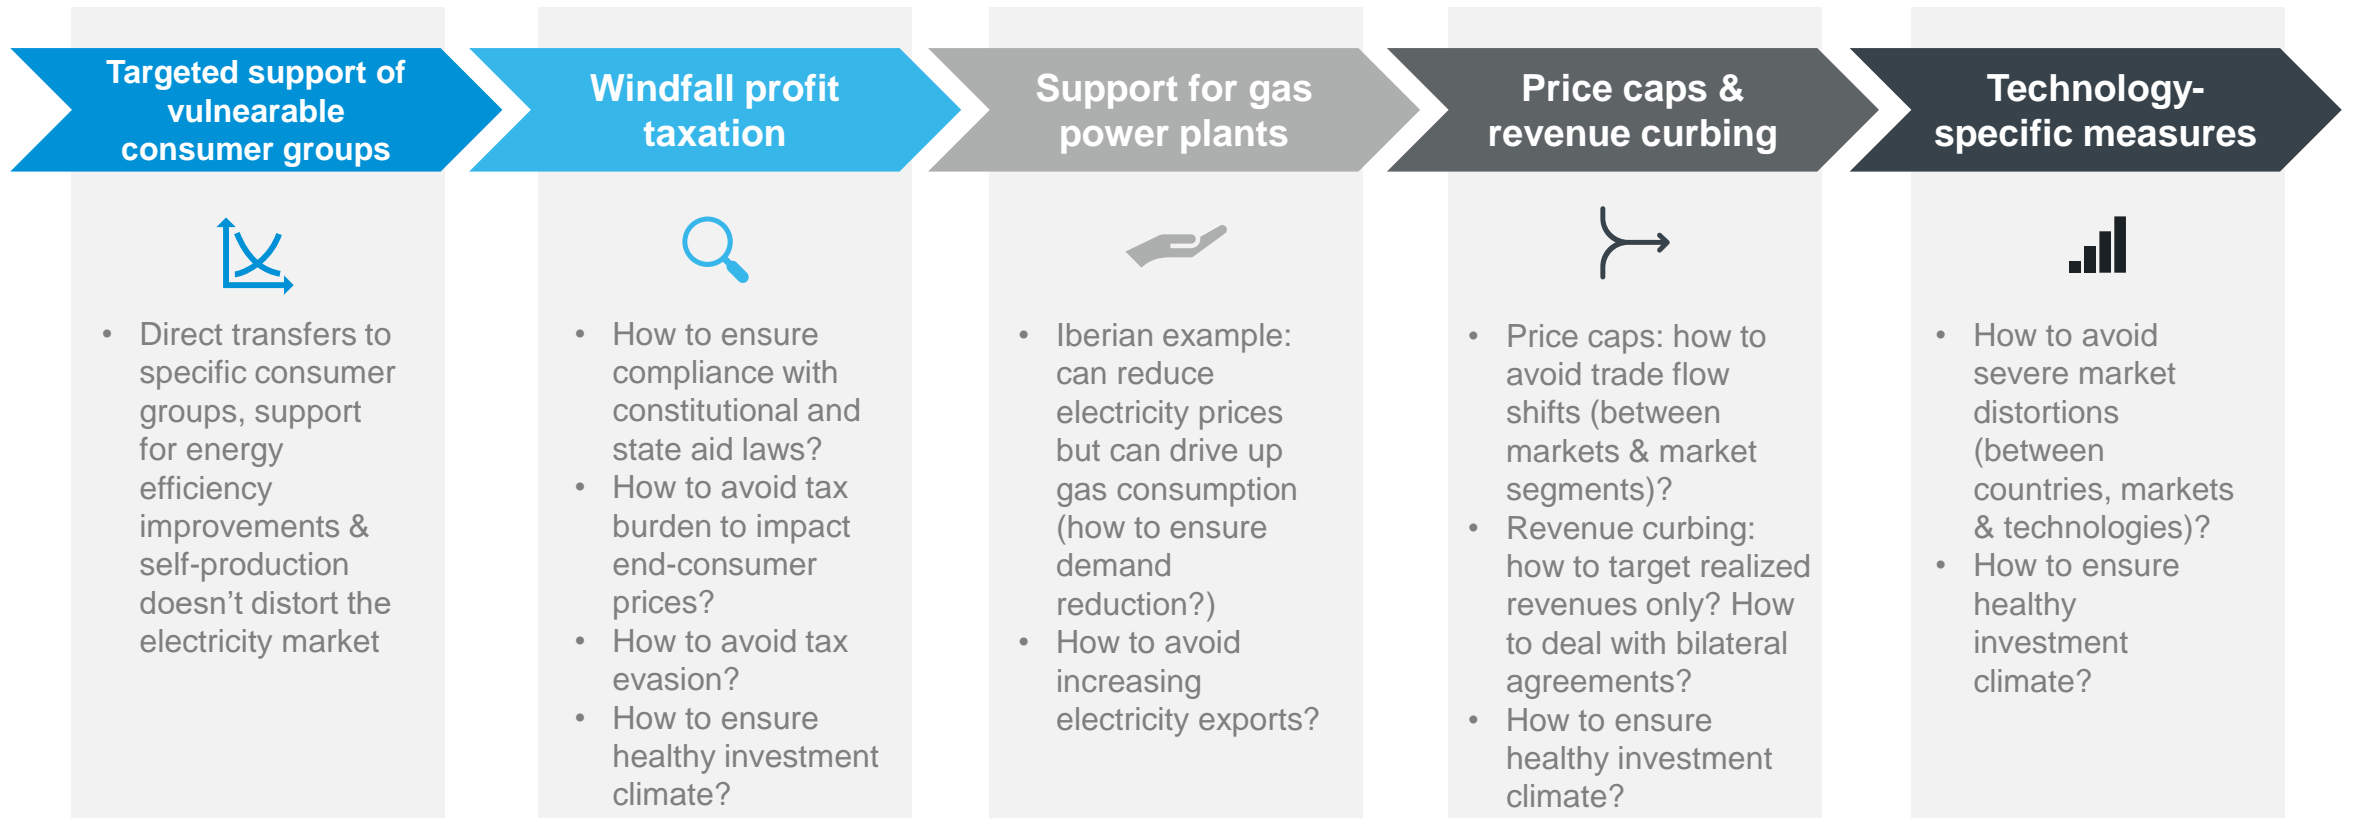 Targeted support of
vulnearable
consumer groups
• Direct transfers to
specific consumer
groups, support
for energy
efficiency
improvements &
self-production
doesn’t distort the
electricity market
Windfall profit
taxation
• How to ensure
compliance with
constitutional and
state aid laws?
• How to avoid tax
burden to impact
end-consumer
prices?
• How to avoid tax
evasion?
• How to ensure
healthy investment
climate?
Support for gas
power plants
• Iberian example:
can reduce
electricity prices
but can drive up
gas consumption
(how to ensure
demand
reduction?)
• How to avoid
increasing
electricity exports?
Price caps &
revenue curbing
• Price caps: how to
avoid trade flow
shifts (between
markets & market
segments)?
• Revenue curbing:
how to target realized
revenues only? How
to deal with bilateral
agreements?
• How to ensure
healthy investment
climate?
Technology-
specific measures
• How to avoid
severe market
distortions
(between
countries, markets
& technologies)?
• How to ensure
healthy
investment
climate?